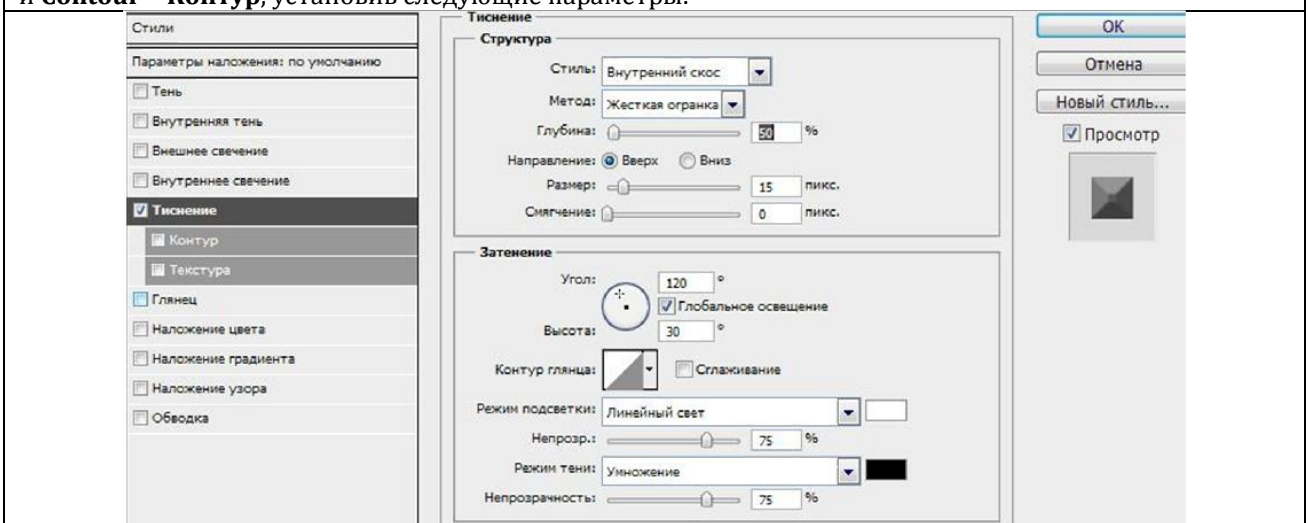 и Contour – Контур, установив следующие параметры:
Стили
Параметры наложения: по умолчанию
Тень
Внутренняя тень
Внешнее свечение
Внутреннее свечение
Тиснение
Контур
Текстура
Глянец
Наложение цвета
Наложение градиента
Наложение узора
Обводка
Тиснение
Структура
Стиль: Внутренний скос
Метод: Жесткая огранка
Глубина: 50 %
Направление: Вверх Вниз
Размер: 15 пикс.
Смягчение: 0 пикс.
Затенение
Угол: 120 °
Глобальное освещение
Высота: 30 °
Контур глянца: Сглаживание
Режим подсветки: Линейный свет
Непрозр.: 75 %
Режим тени: Умножение
Непрозрачность: 75 %
OK
Отмена
Новый стиль...
Просмотр